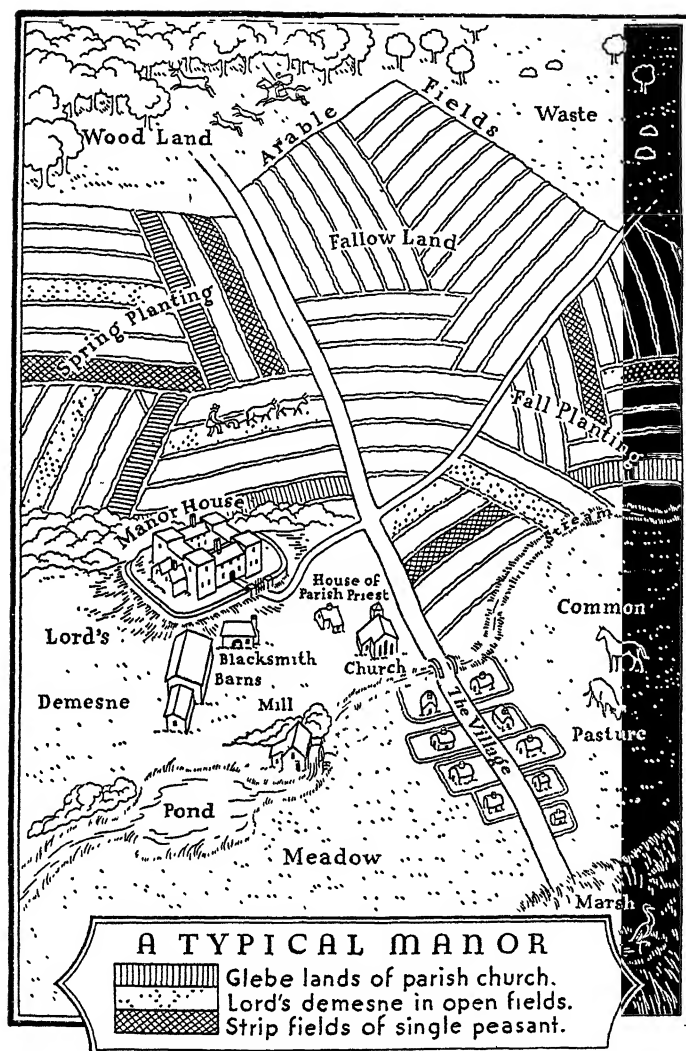 Wood Land
Arable Fields
Waste
Fallow Land
Spring Planting
Fall Planting
Manor House
Stream
House of
Parish Priest
Common
Lord's
Blacksmith
Church
Barns
Demesne
Mill
The Village
Pasture
Pond
Meadow
Marsh
A TYPICAL MANOR
Glebe lands of parish church.
Lord's demesne in open fields.
Strip fields of single peasant.